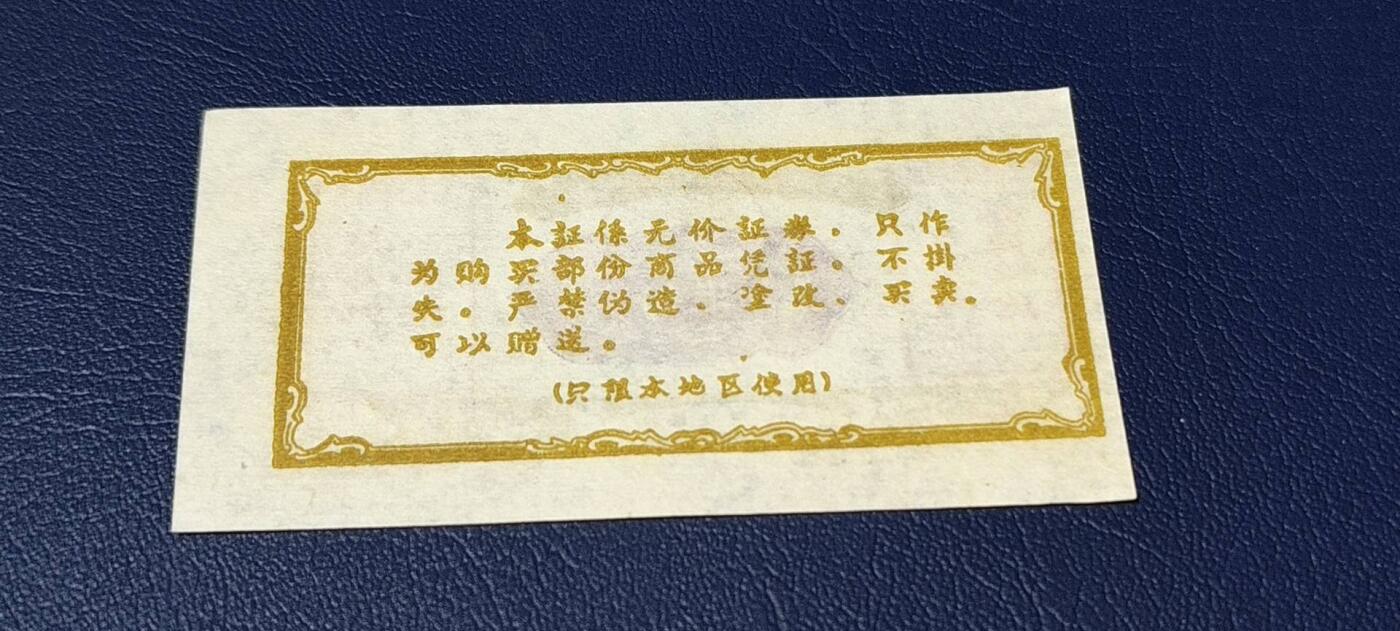 本証係无价証券。只作
为购买部份商品凭証。不掛
失。严禁伪造、塗改、买卖。
可以赠送。
(只限本地区使用)